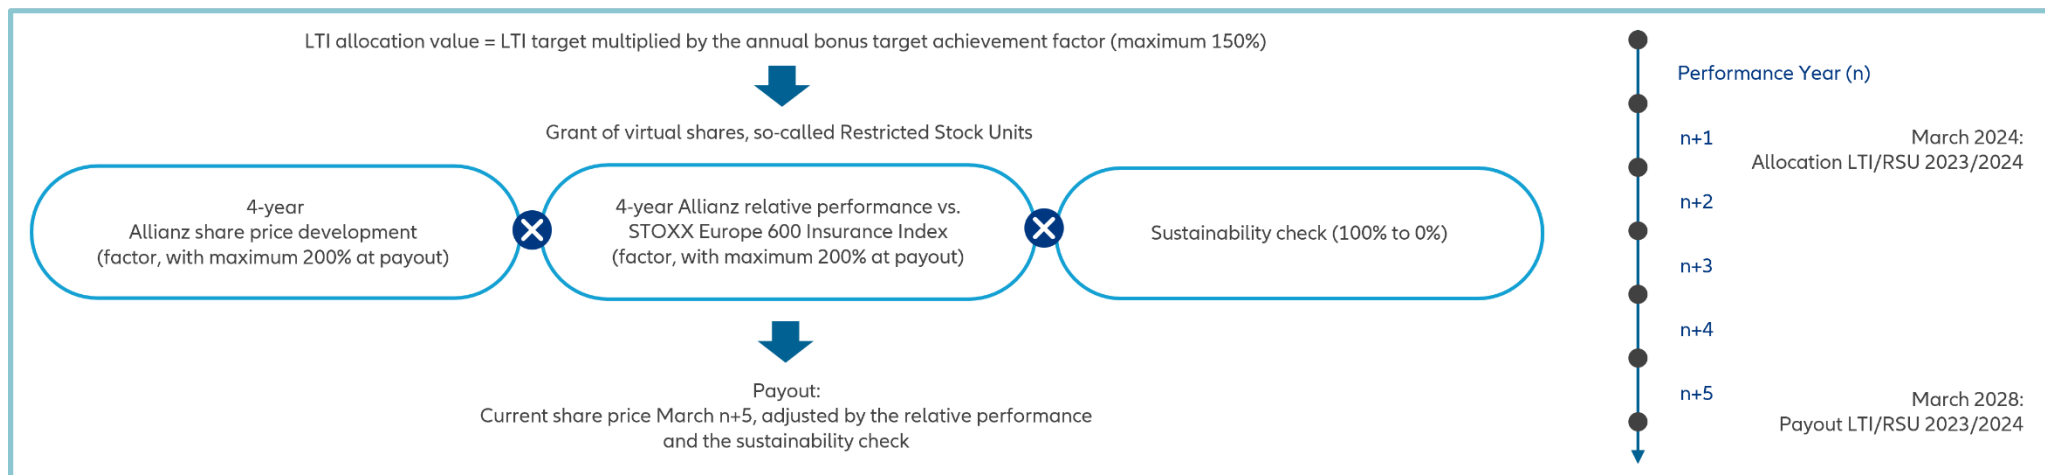 LTI allocation value = LTI target multiplied by the annual bonus target achievement factor (maximum 150%)
Grant of virtual shares, so-called Restricted Stock Units
4-year
Allianz share price development
(factor, with maximum 200% at payout)
4-year Allianz relative performance vs.
STOXX Europe 600 Insurance Index
(factor, with maximum 200% at payout)
Sustainability check (100% to 0%)
Payout:
Current share price March n+5, adjusted by the relative performance
and the sustainability check
Performance Year (n)
n+1
March 2024:
Allocation LTI/RSU 2023/2024
n+2
n+3
n+4
n+5
March 2028:
Payout LTI/RSU 2023/2024